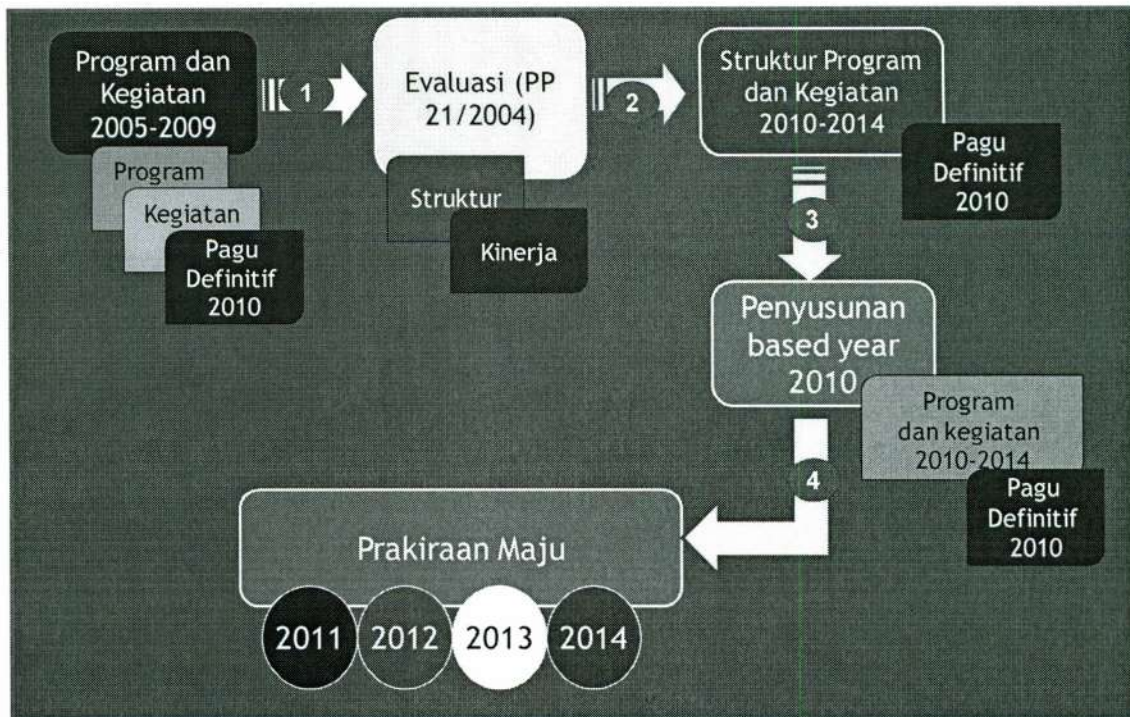 Program dan
Kegiatan
2005-2009
Program
Kegiatan
Pagu
Definitif
2010
1
Evaluasi (PP
21/2004)
Struktur
Kinerja
2
Struktur Program
dan Kegiatan
2010-2014
Pagu
Definitif
2010
3
Penyusunan
based year
2010
Program
dan kegiatan
2010-2014
Pagu
Definitif
2010
4
Prakiraan Maju
2011
2012
2013
2014